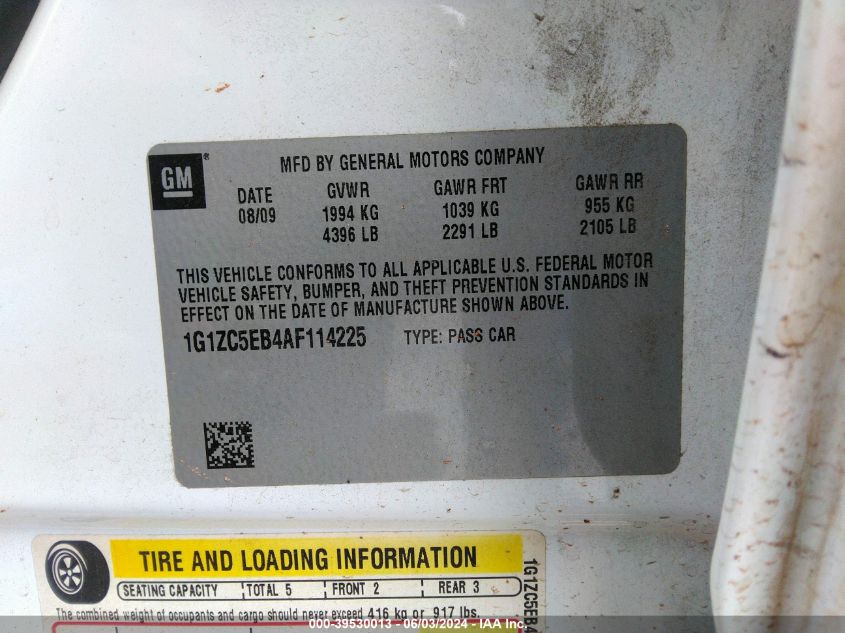 GM ®
MFD BY GENERAL MOTORS COMPANY
DATE GVWR GAWR FRT GAWR RR
08/09 1994 KG 1039 KG 955 KG
4396 LB 2291 LB 2105 LB
THIS VEHICLE CONFORMS TO ALL APPLICABLE U.S. FEDERAL MOTOR
VEHICLE SAFETY, BUMPER, AND THEFT PREVENTION STANDARDS IN
EFFECT ON THE DATE OF MANUFACTURE SHOWN ABOVE.
1G1ZC5EB4AF114225 TYPE: PASS CAR
TIRE AND LOADING INFORMATION
SEATING CAPACITY TOTAL 5 FRONT 2 REAR 3
The combined weight of occupants and cargo should never exceed 416 kg or 917 lbs.
1G1ZC5EB4
000-39530013 - 06/03/2024 - IAA Inc.